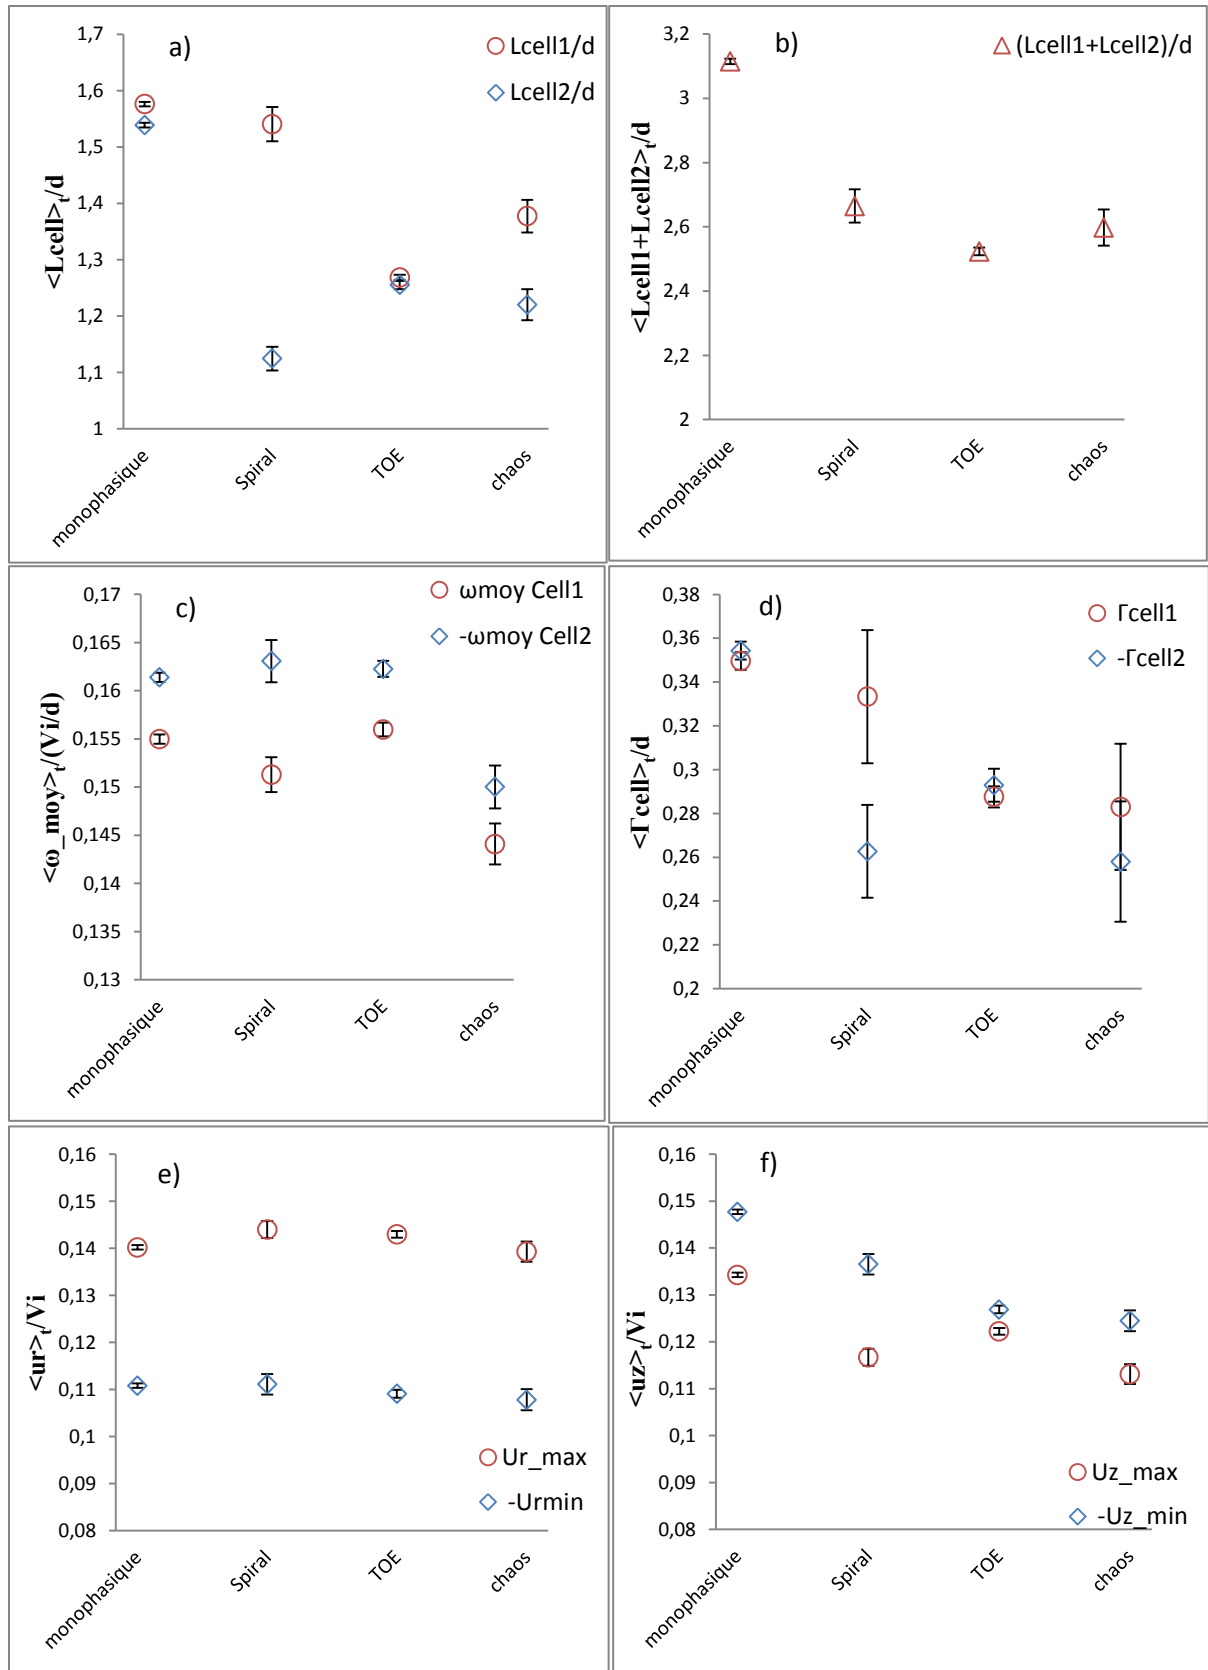 a)
Lcell1/d
Lcell2/d
<Lcell>t/d
1,7
1,6
1,5
1,4
1,3
1,2
1,1
1
monophasique
Spiral
TOE
chaos
b)
(Lcell1+Lcell2)/d
<Lcell1+Lcell2>t/d
3,2
3
2,8
2,6
2,4
2,2
2
monophasique
Spiral
TOE
chaos
c)
ωmoy Cell1
-ωmoy Cell2
<ω_moy>t/(Vi/d)
0,17
0,165
0,16
0,155
0,15
0,145
0,14
0,135
0,13
monophasique
Spiral
TOE
chaos
d)
Γcell1
-Γcell2
<Γcell>t/d
0,38
0,36
0,34
0,32
0,3
0,28
0,26
0,24
0,22
0,2
monophasique
Spiral
TOE
chaos
e)
<ur>t/Vi
0,16
0,15
0,14
0,13
0,12
0,11
0,1
0,09
0,08
Ur_max
-Urmin
monophasique
Spiral
TOE
chaos
f)
<uz>t/Vi
0,16
0,15
0,14
0,13
0,12
0,11
0,1
0,09
0,08
Uz_max
-Uz_min
monophasique
Spiral
TOE
chaos